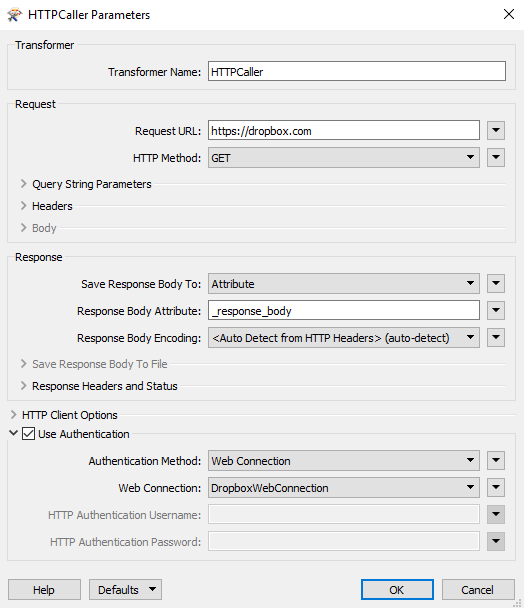 HTTPCaller Parameters
Transformer
Transformer Name: HTTPCaller
Request
Request URL: https://dropbox.com
HTTP Method: GET
Query String Parameters
Headers
Body
Response
Save Response Body To: Attribute
Response Body Attribute: _response_body
Response Body Encoding: <Auto Detect from HTTP Headers> (auto-detect)
Save Response Body To File
Response Headers and Status
HTTP Client Options
Use Authentication
Authentication Method: Web Connection
Web Connection: DropboxWebConnection
HTTP Authentication Username:
HTTP Authentication Password:
Help Defaults OK Cancel